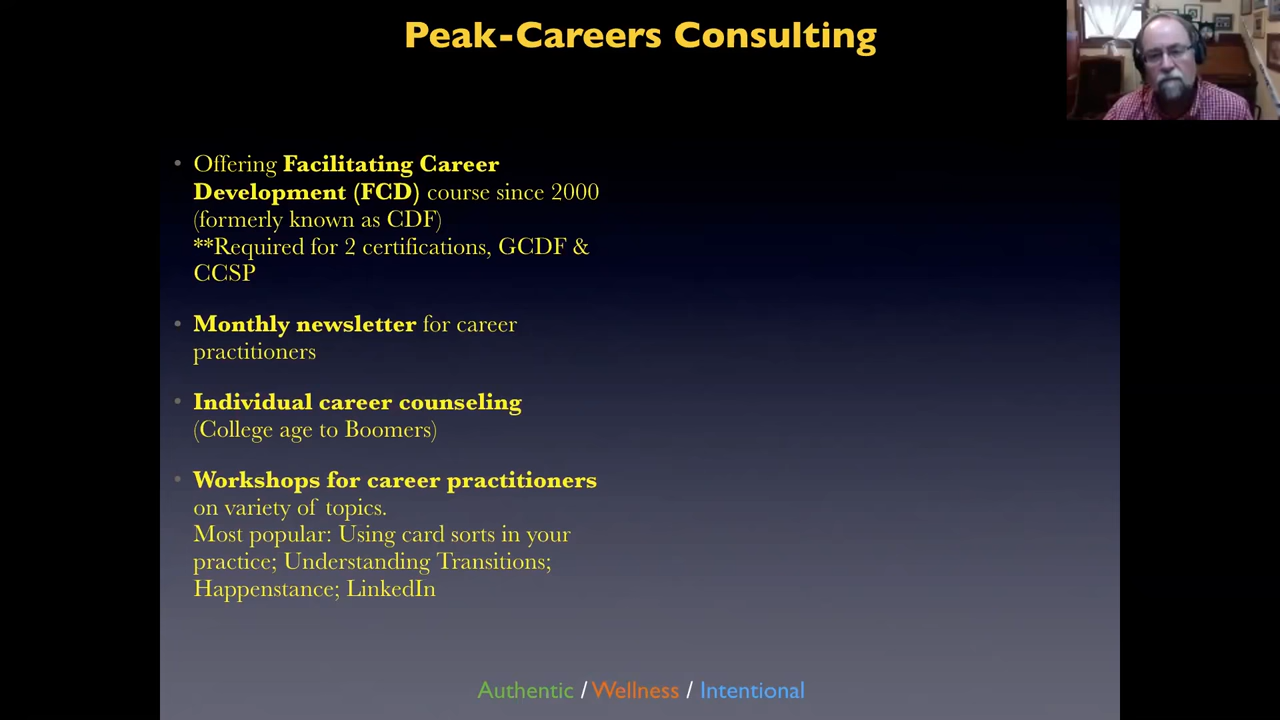 Peak-Careers Consulting
• Offering Facilitating Career
Development (FCD) course since 2000
(formerly known as CDF)
**Required for 2 certifications, GCDF &
CCSP
• Monthly newsletter for career
practitioners
• Individual career counseling
(College age to Boomers)
• Workshops for career practitioners
on variety of topics.
Most popular: Using card sorts in your
practice; Understanding Transitions;
Happenstance; LinkedIn
Authentic / Wellness / Intentional